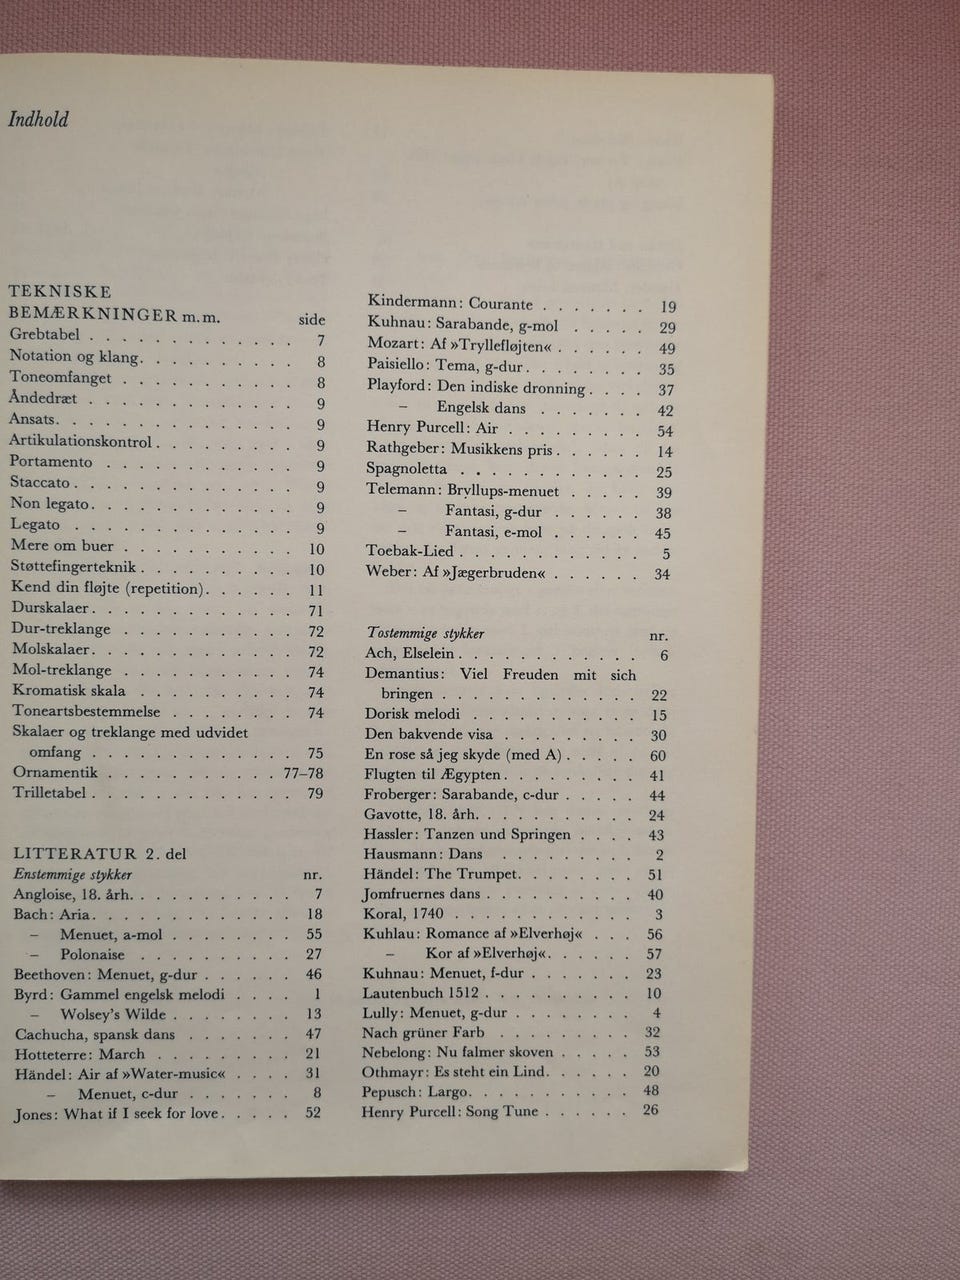 Indhold
TEKNISKE
BEMÆRKNINGER m.m. side
Grebtabel . . . . . . . . . . . . . 7
Notation og klang. . . . . . . . . . 8
Toneomfanget . . . . . . . . . . . 8
Åndedræt . . . . . . . . . . . . . 9
Ansats. . . . . . . . . . . . . . . 9
Artikulationskontrol . . . . . . . . . 9
Portamento . . . . . . . . . . . . 9
Staccato . . . . . . . . . . . . . . 9
Non legato. . . . . . . . . . . . . 9
Legato . . . . . . . . . . . . . . 9
Mere om buer . . . . . . . . . . . 10
Støttefingerteknik . . . . . . . . . . 10
Kend din fløjte (repetition). . . . . . 11
Durskalaer. . . . . . . . . . . . . 71
Dur-treklange . . . . . . . . . . . 72
Molskalaer. . . . . . . . . . . . . 72
Mol-treklange . . . . . . . . . . . 74
Kromatisk skala . . . . . . . . . . 74
Toneartsbestemmelse . . . . . . . . 74
Skalaer og treklange med udvidet
omfang . . . . . . . . . . . . . 75
Ornamentik . . . . . . . . . . . 77–78
Trilletabel . . . . . . . . . . . . . 79
LITTERATUR 2. del
Enstemmige stykker nr.
Angloise, 18. årh. . . . . . . . . . . 7
Bach: Aria. . . . . . . . . . . . . 18
– Menuet, a-mol . . . . . . . . 55
– Polonaise . . . . . . . . . . 27
Beethoven: Menuet, g-dur . . . . . . 46
Byrd: Gammel engelsk melodi . . . . 1
– Wolsey's Wilde . . . . . . . . 13
Cachucha, spansk dans . . . . . . . 47
Hotteterre: March . . . . . . . . . 21
Händel: Air af »Water-music« . . . . 31
– Menuet, c-dur . . . . . . . 8
Jones: What if I seek for love . . . . . 52
Kindermann: Courante . . . . . . . 19
Kuhnau: Sarabande, g-mol . . . . . 29
Mozart: Af »Tryllefløjten« . . . . . . 49
Paisiello: Tema, g-dur . . . . . . . . 35
Playford: Den indiske dronning . . . . 37
– Engelsk dans . . . . . . . 42
Henry Purcell: Air . . . . . . . . . 54
Rathgeber: Musikkens pris . . . . . . 14
Spagnoletta . . . . . . . . . . . . 25
Telemann: Bryllups-menuet . . . . . 39
– Fantasi, g-dur . . . . . . 38
– Fantasi, e-mol . . . . . . 45
Toebak-Lied . . . . . . . . . . . . 5
Weber: Af »Jægerbruden« . . . . . . 34
Tostemmige stykker nr.
Ach, Elselein . . . . . . . . . . . . 6
Demantius: Viel Freuden mit sich
bringen . . . . . . . . . . . . . 22
Dorisk melodi . . . . . . . . . . . 15
Den bakvende visa . . . . . . . . . 30
En rose så jeg skyde (med A) . . . . . 60
Flugten til Ægypten. . . . . . . . . 41
Froberger: Sarabande, c-dur . . . . . 44
Gavotte, 18. årh. . . . . . . . . . . 24
Hassler: Tanzen und Springen . . . . 43
Hausmann: Dans . . . . . . . . . 2
Händel: The Trumpet. . . . . . . . 51
Jomfruernes dans . . . . . . . . . . 40
Koral, 1740 . . . . . . . . . . . . 3
Kuhlau: Romance af »Elverhøj« . . . 56
– Kor af »Elverhøj«. . . . . . 57
Kuhnau: Menuet, f-dur . . . . . . . 23
Lautenbuch 1512 . . . . . . . . . . 10
Lully: Menuet, g-dur . . . . . . . . 4
Nach grüner Farb . . . . . . . . . 32
Nebelong: Nu falmer skoven . . . . . 53
Othmayr: Es steht ein Lind. . . . . . 20
Pepusch: Largo. . . . . . . . . . . 48
Henry Purcell: Song Tune . . . . . . 26